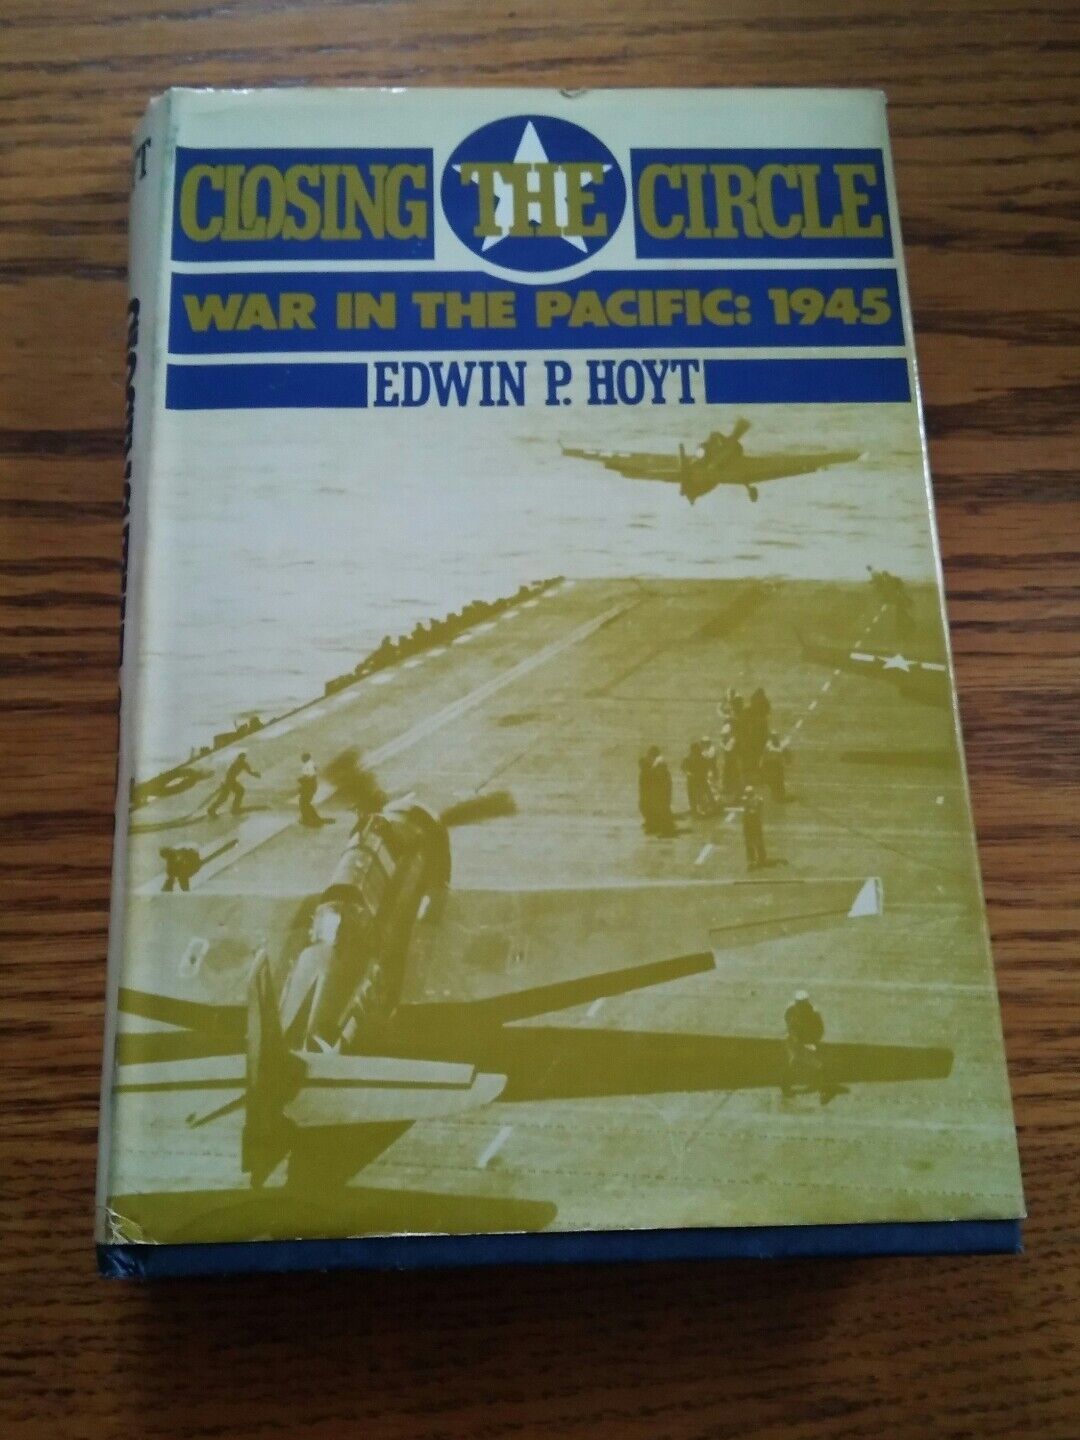 CLOSING THE CIRCLE
WAR IN THE PACIFIC: 1945
EDWIN P. HOYT